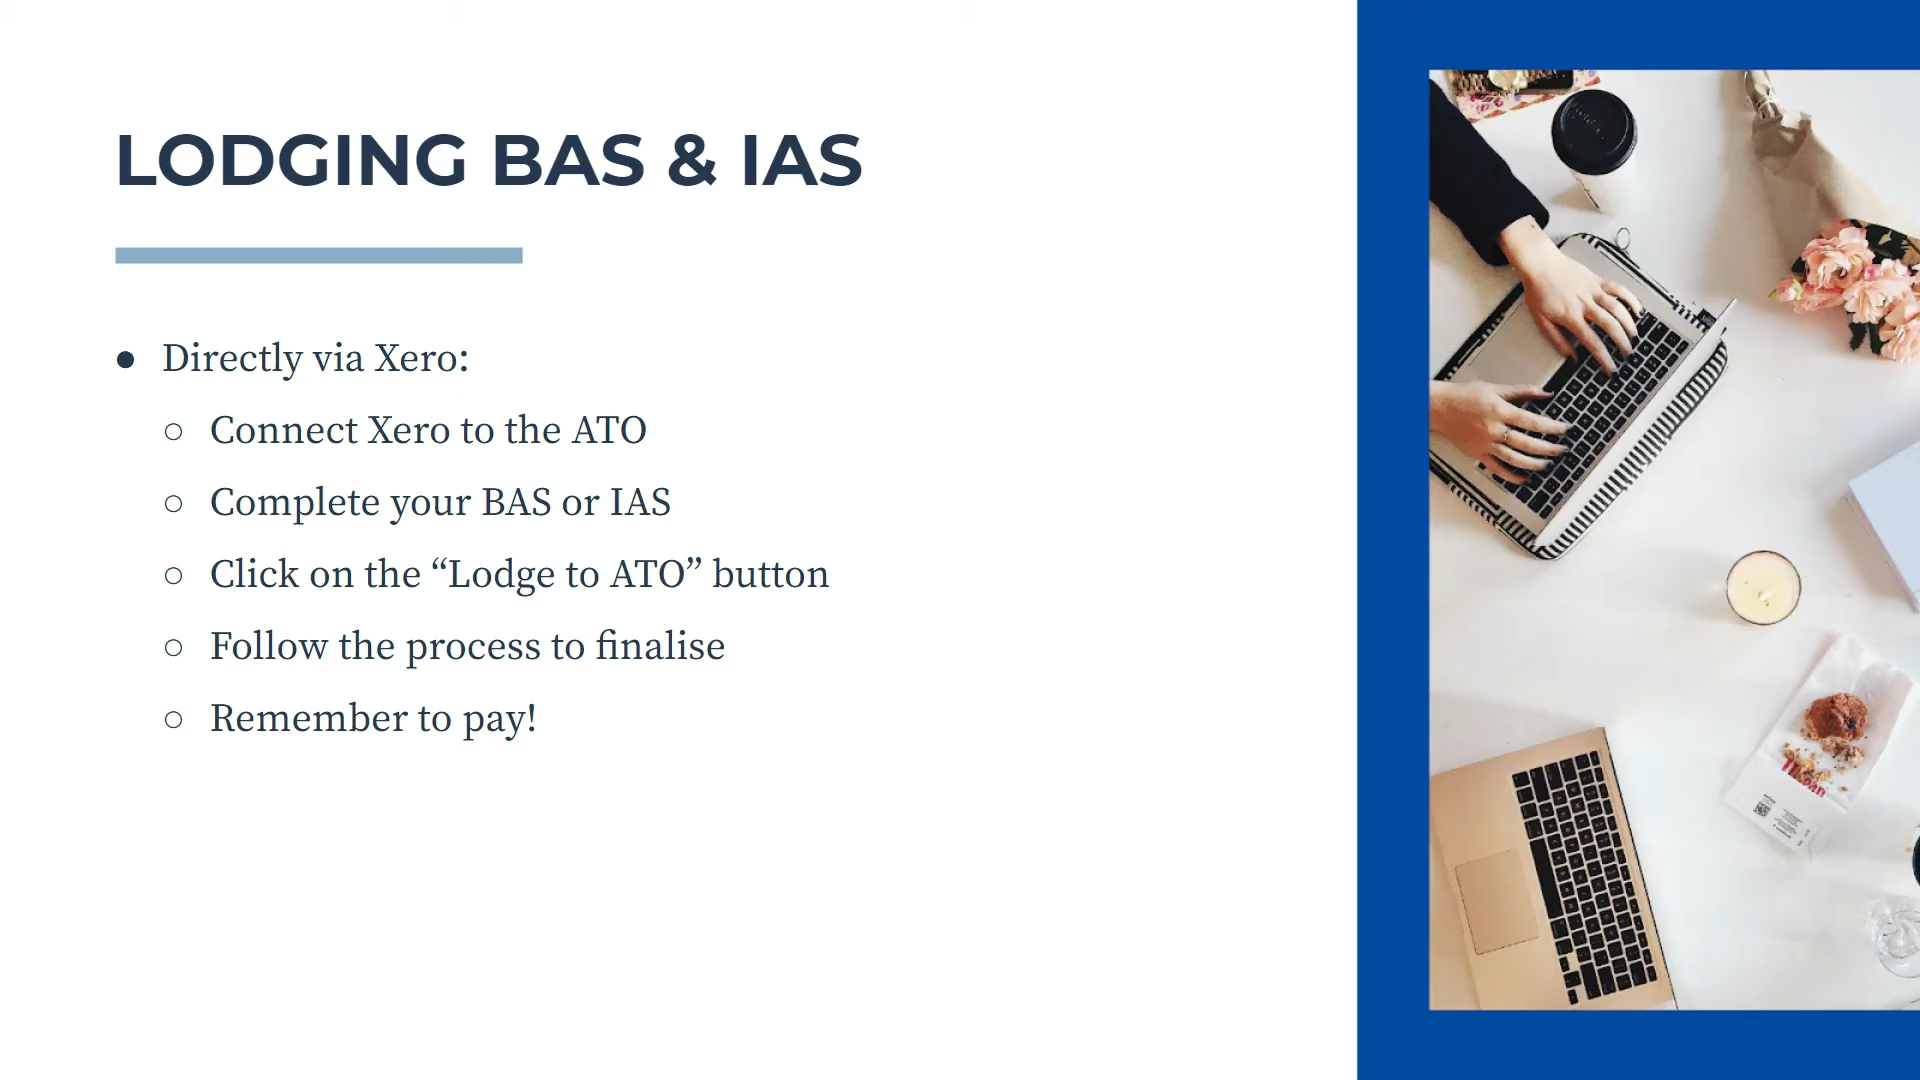 LODGING BAS & IAS
● Directly via Xero:
○ Connect Xero to the ATO
○ Complete your BAS or IAS
○ Click on the “Lodge to ATO” button
○ Follow the process to finalise
○ Remember to pay!